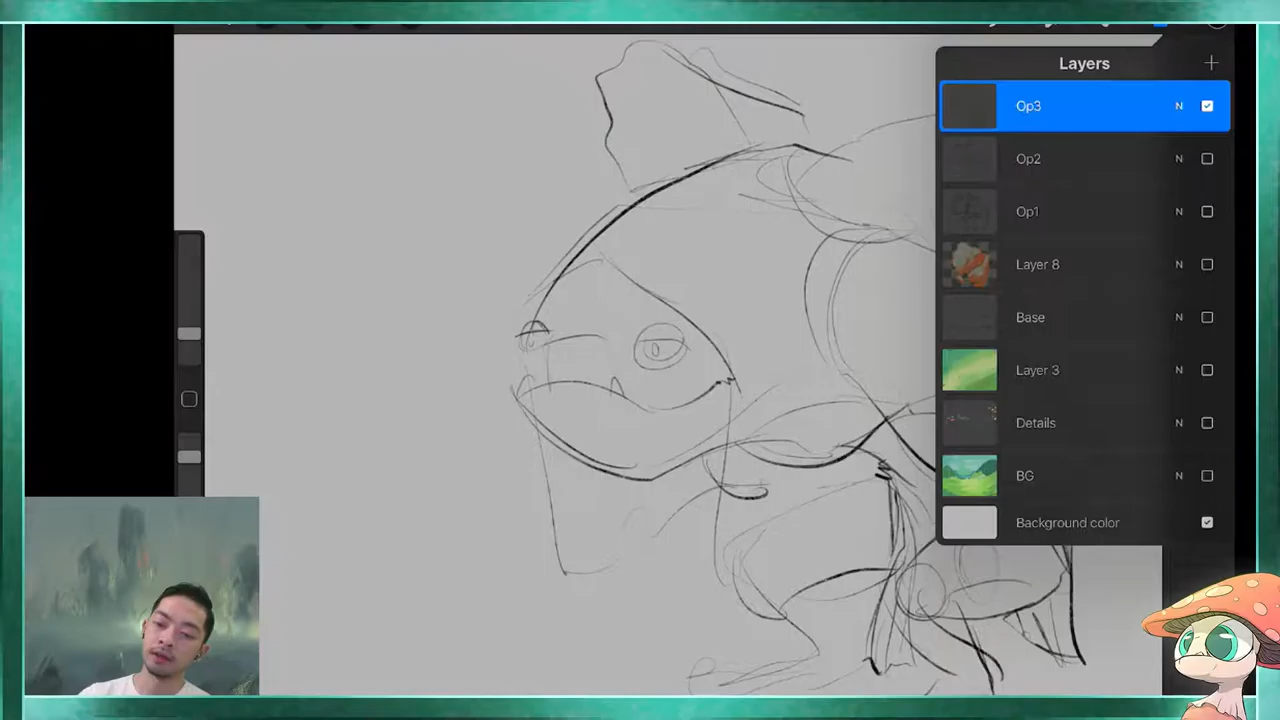 Layers
Op3 N
Op2 N
Op1 N
Layer 8 N
Base N
Layer 3 N
Details N
BG N
Background color